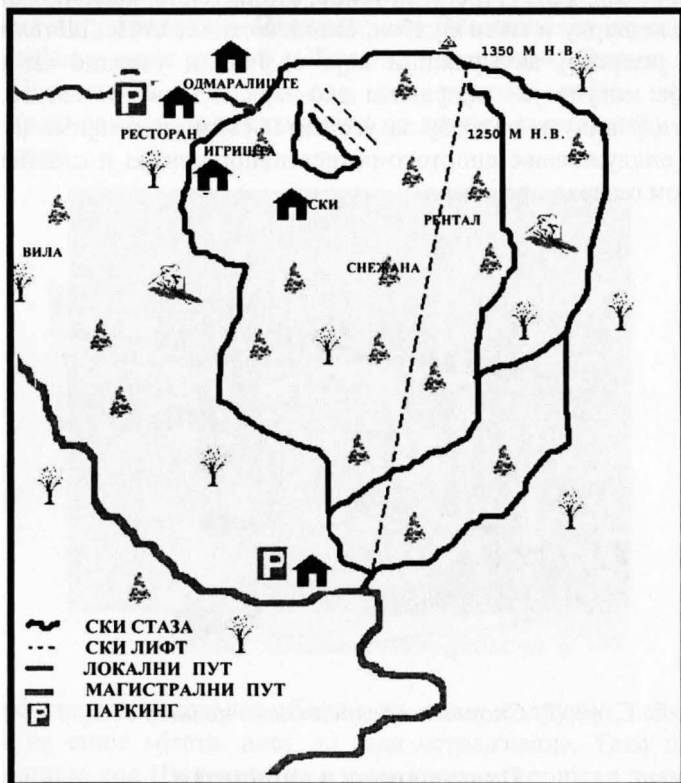 1350 М Н.В.
ОДМАРАЛИШТЕ
P
РЕСТОРАН
1250 М Н.В.
ИГРИШТА
СКИ
РЕНТАЛ
ВИЛА
СНЕЖАНА
P
СКИ СТАЗА
СКИ ЛИФТ
ЛОКАЛНИ ПУТ
МАГИСТРАЛНИ ПУТ
P ПАРКИНГ